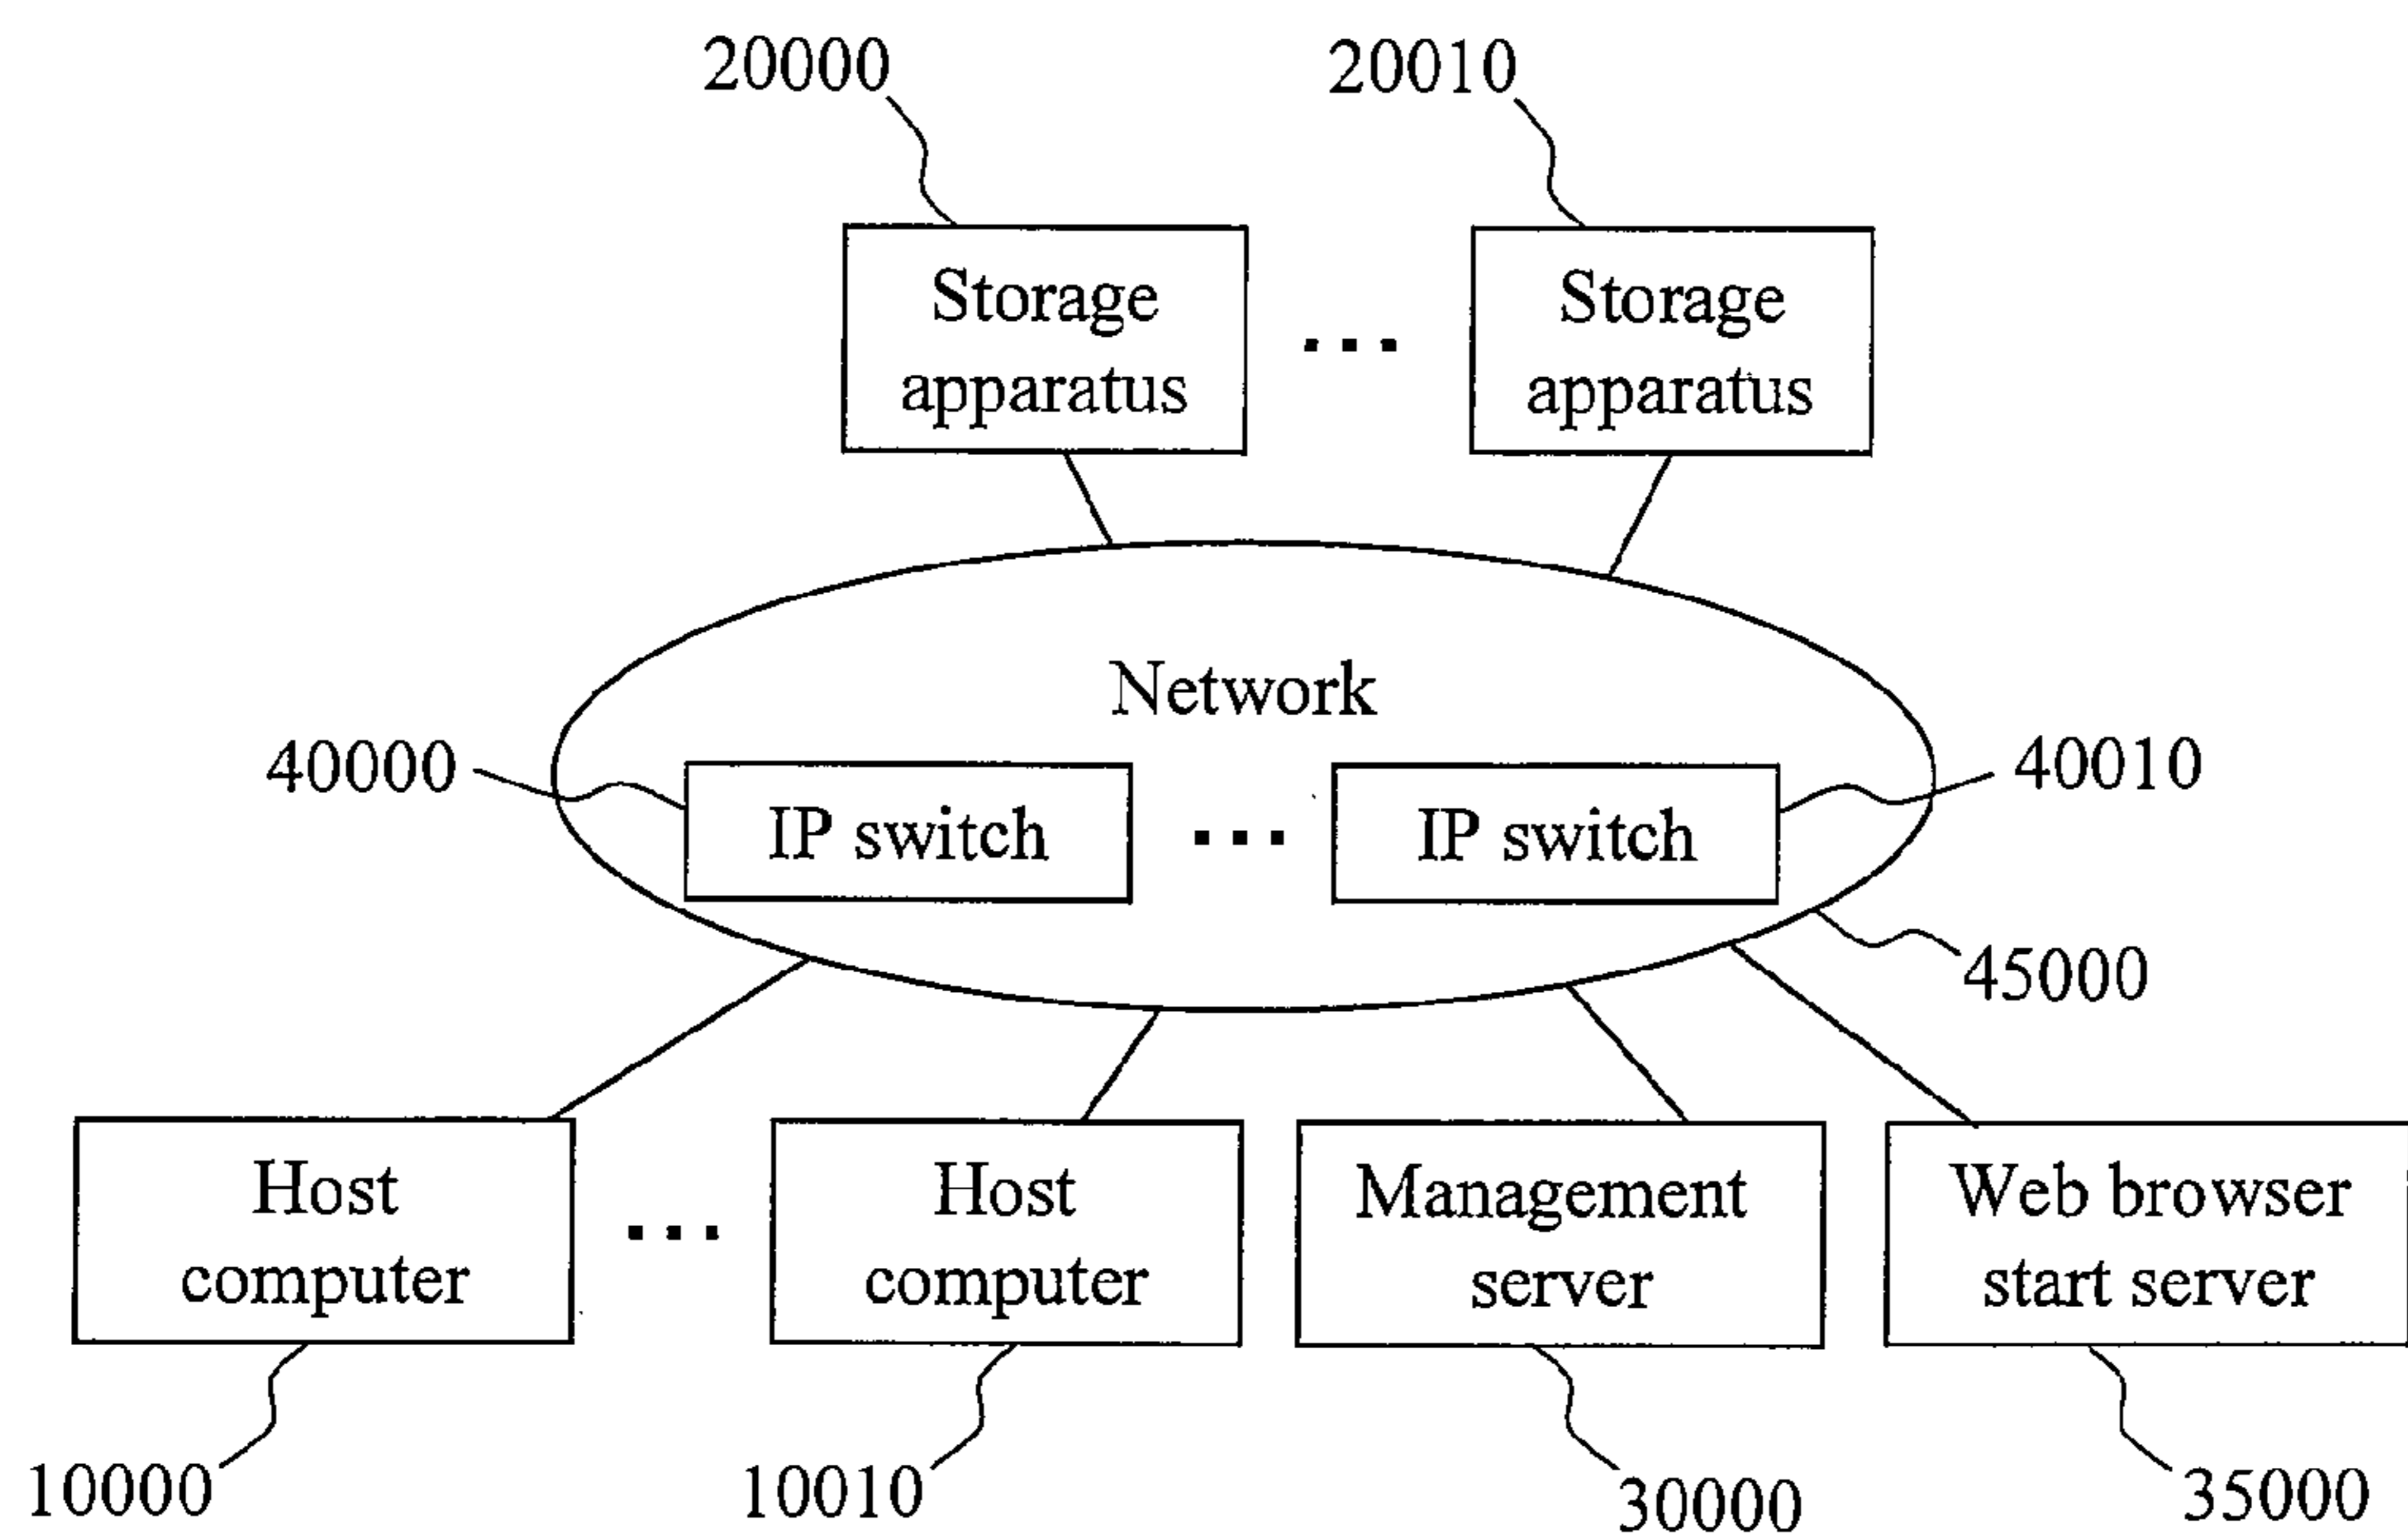 20000 20010
Storage apparatus
Storage apparatus
...
Network
40000 40010
IP switch ... IP switch
45000
Host computer
...
Host computer
Management server
Web browser start server
10000 10010 30000 35000